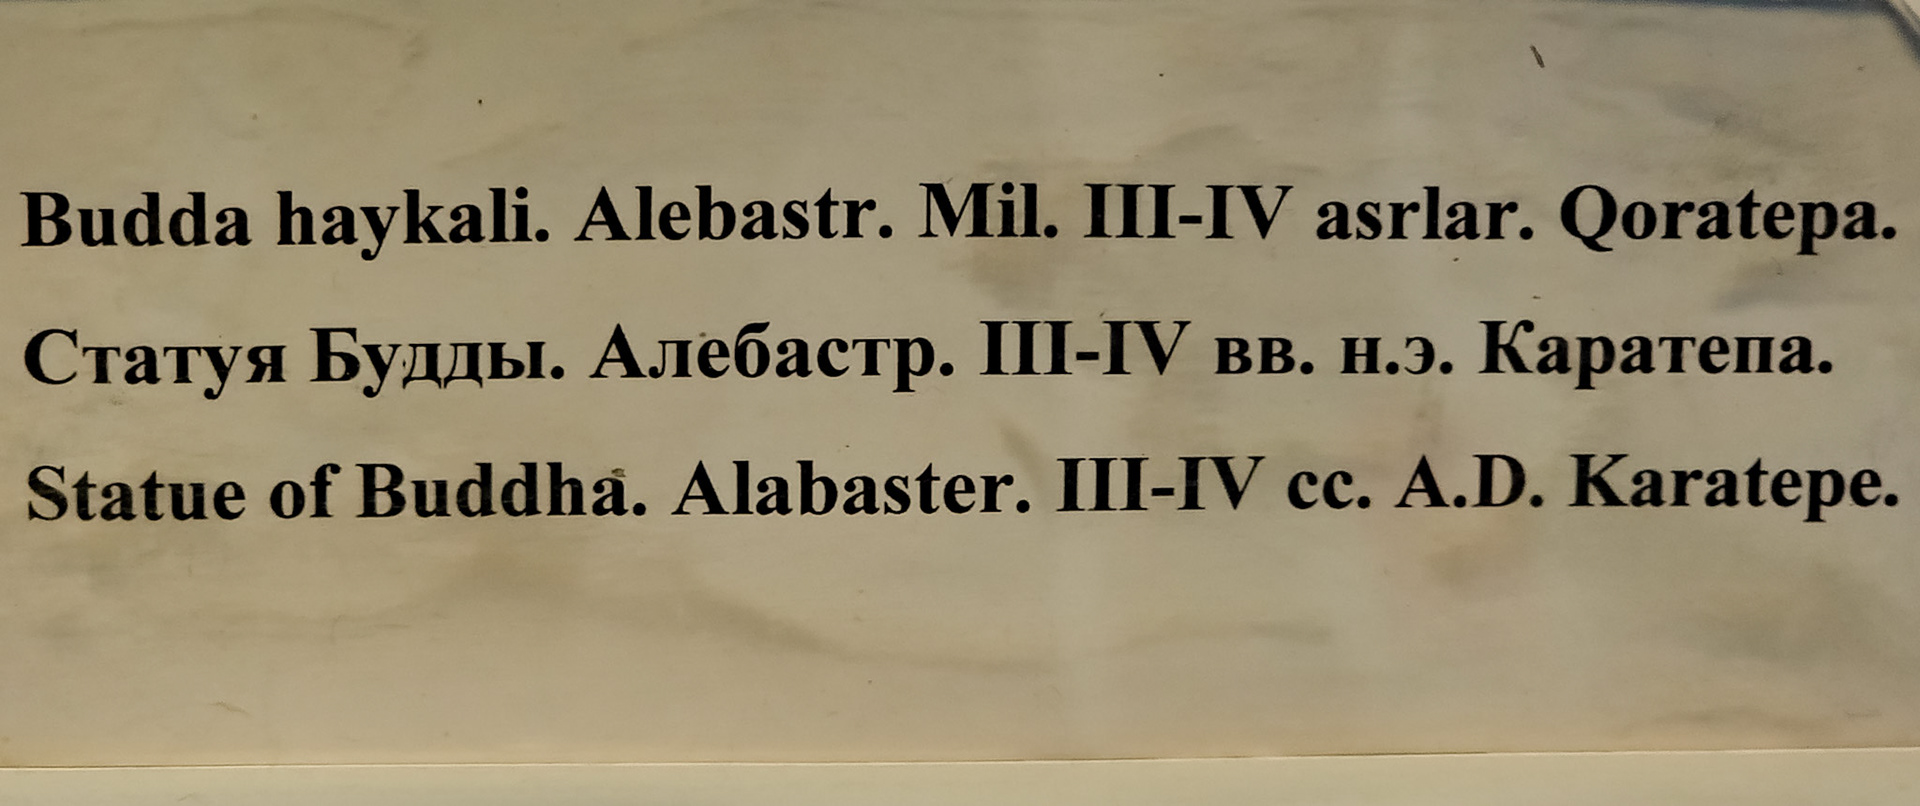 Budda haykali. Alebastr. Mil. III-IV asrlar. Qoratepa.
Статуя Будды. Алебастр. III-IV вв. н.э. Каратепа.
Statue of Buddha. Alabaster. III-IV cc. A.D. Karatepe.